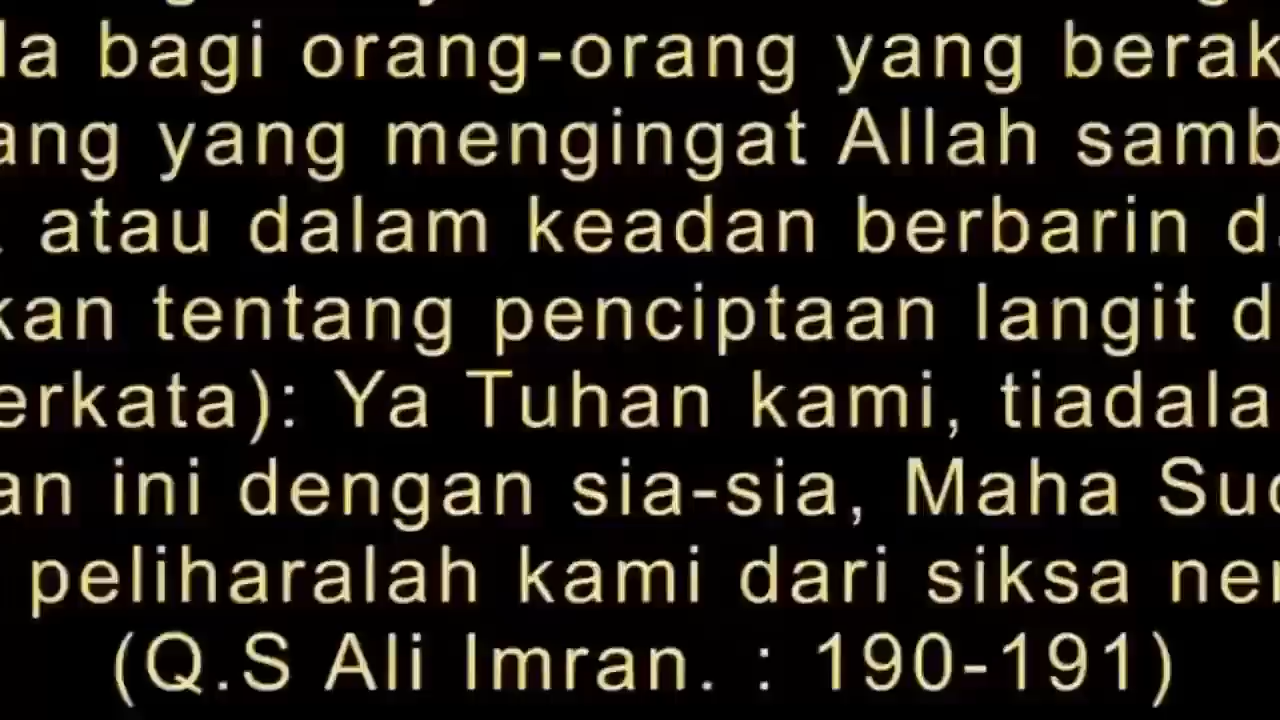 la bagi orang-orang yang berak
ang yang mengingat Allah samb
atau dalam keadan berbarin d
kan tentang penciptaan langit d
erkata): Ya Tuhan kami, tiadala
an ini dengan sia-sia, Maha Suc
peliharalah kami dari siksa ner
(Q.S Ali Imran. : 190-191)